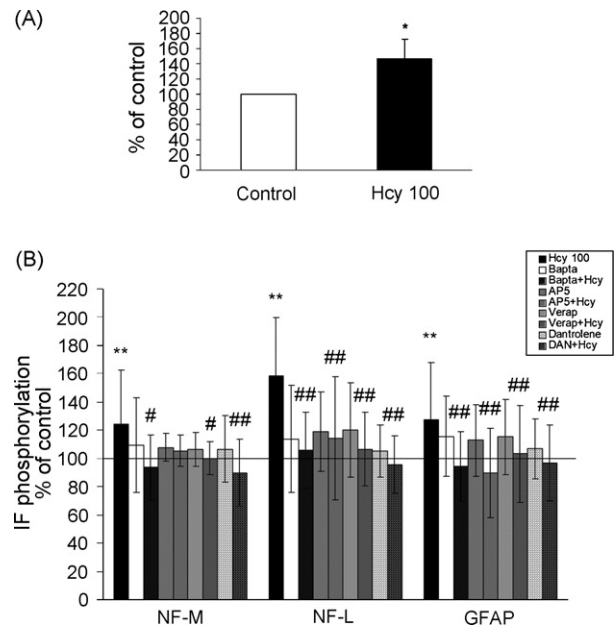 (A)
% of control
200
180
160
140
120
100
80
60
40
20
0
*
Control
Hcy 100
(B)
IF phosphorylation
% of control
220
200
180
160
140
120
100
80
60
40
20
0
**
#
#
##
**
##
##
##
##
**
##
##
##
##
Hcy 100
Bapta
Bapta+Hcy
AP5
AP5+Hcy
Verap
Verap+Hcy
Dantrolene
DAN+Hcy
NF-M
NF-L
GFAP